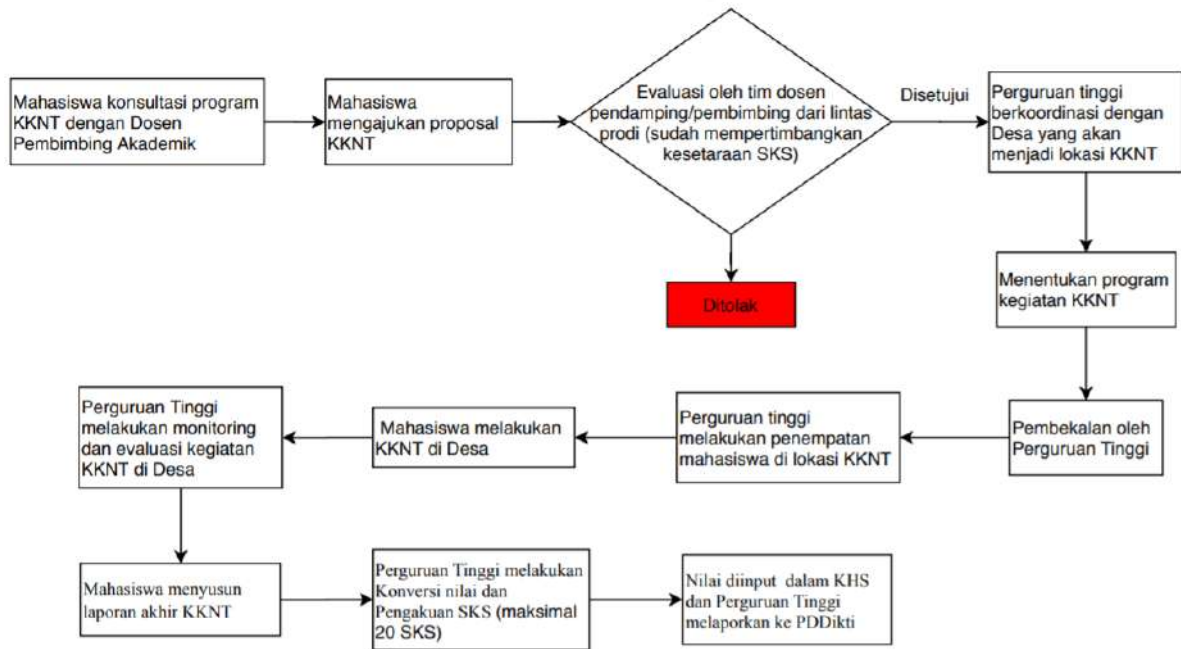 Mahasiswa konsultasi program
KKNT dengan Dosen
Pembimbing Akademik
Mahasiswa
mengajukan proposal
KKNT
Evaluasi oleh tim dosen
pendamping/pembimbing dari lintas
prodi (sudah mempertimbangkan
kesetaraan SKS)
Disetujui
Perguruan tinggi
berkoordinasi dengan
Desa yang akan
menjadi lokasi KKNT
Ditolak
Menentukan program
kegiatan KKNT
Pembekalan oleh
Perguruan Tinggi
Perguruan tinggi
melakukan penempatan
mahasiswa di lokasi KKNT
Mahasiswa melakukan
KKNT di Desa
Perguruan Tinggi
melakukan monitoring
dan evaluasi kegiatan
KKNT di Desa
Mahasiswa menyusun
laporan akhir KKNT
Perguruan Tinggi melakukan
Konversi nilai dan
Pengakuan SKS (maksimal
20 SKS)
Nilai diinput dalam KHS
dan Perguruan Tinggi
melaporkan ke PDDikti